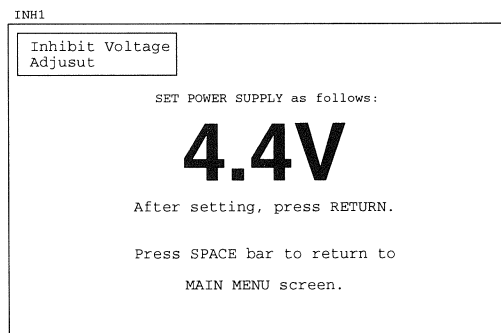 INH1
Inhibit Voltage
Adjusut
SET POWER SUPPLY as follows:
4.4V
After setting, press RETURN.
Press SPACE bar to return to
MAIN MENU screen.